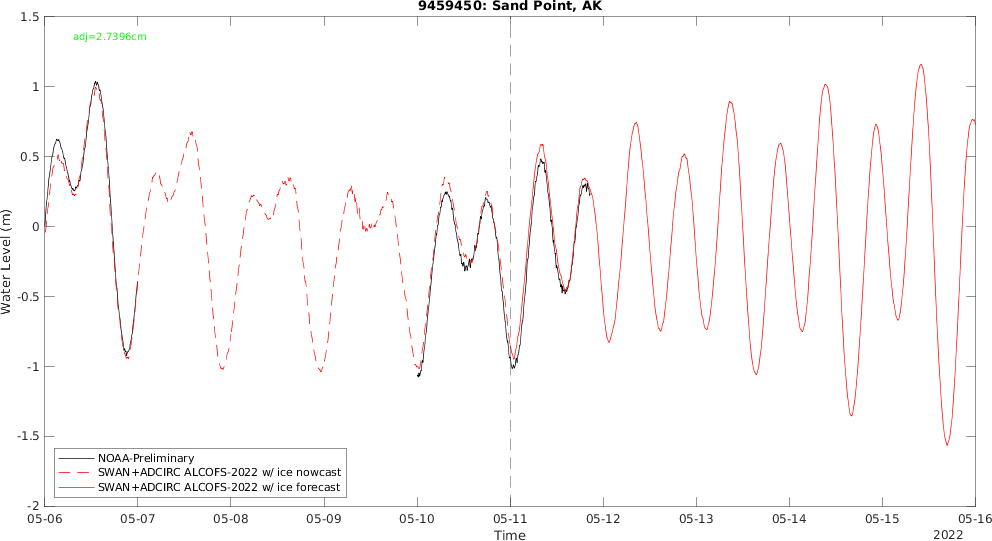 9459450: Sand Point, AK
adj=2.7396cm
1.5
1
0.5
0
-0.5
-1
-1.5
-2
Water Level (m)
NOAA-Preliminary
SWAN+ADCIRC ALCOFS-2022 w/ ice nowcast
SWAN+ADCIRC ALCOFS-2022 w/ ice forecast
05-06 05-07 05-08 05-09 05-10 05-11 05-12 05-13 05-14 05-15 05-16
Time
2022